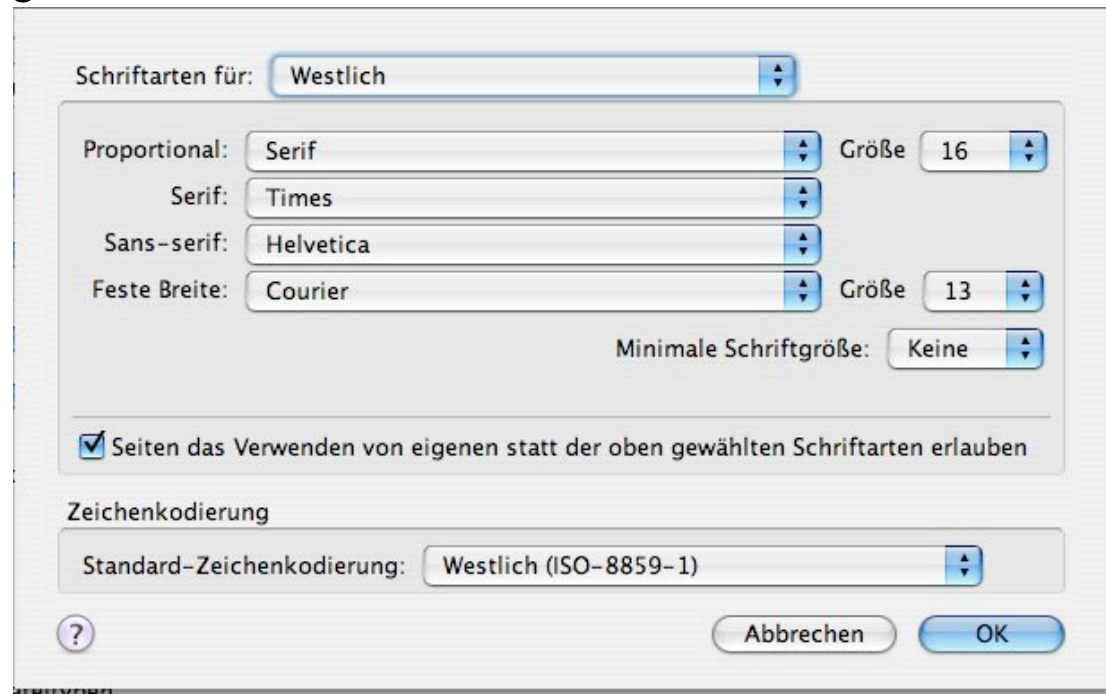 Schriftarten für: Westlich
Proportional: Serif Größe 16
Serif: Times
Sans-serif: Helvetica
Feste Breite: Courier Größe 13
Minimale Schriftgröße: Keine
Seiten das Verwenden von eigenen statt der oben gewählten Schriftarten erlauben
Zeichenkodierung
Standard-Zeichenkodierung: Westlich (ISO-8859-1)
? Abbrechen OK